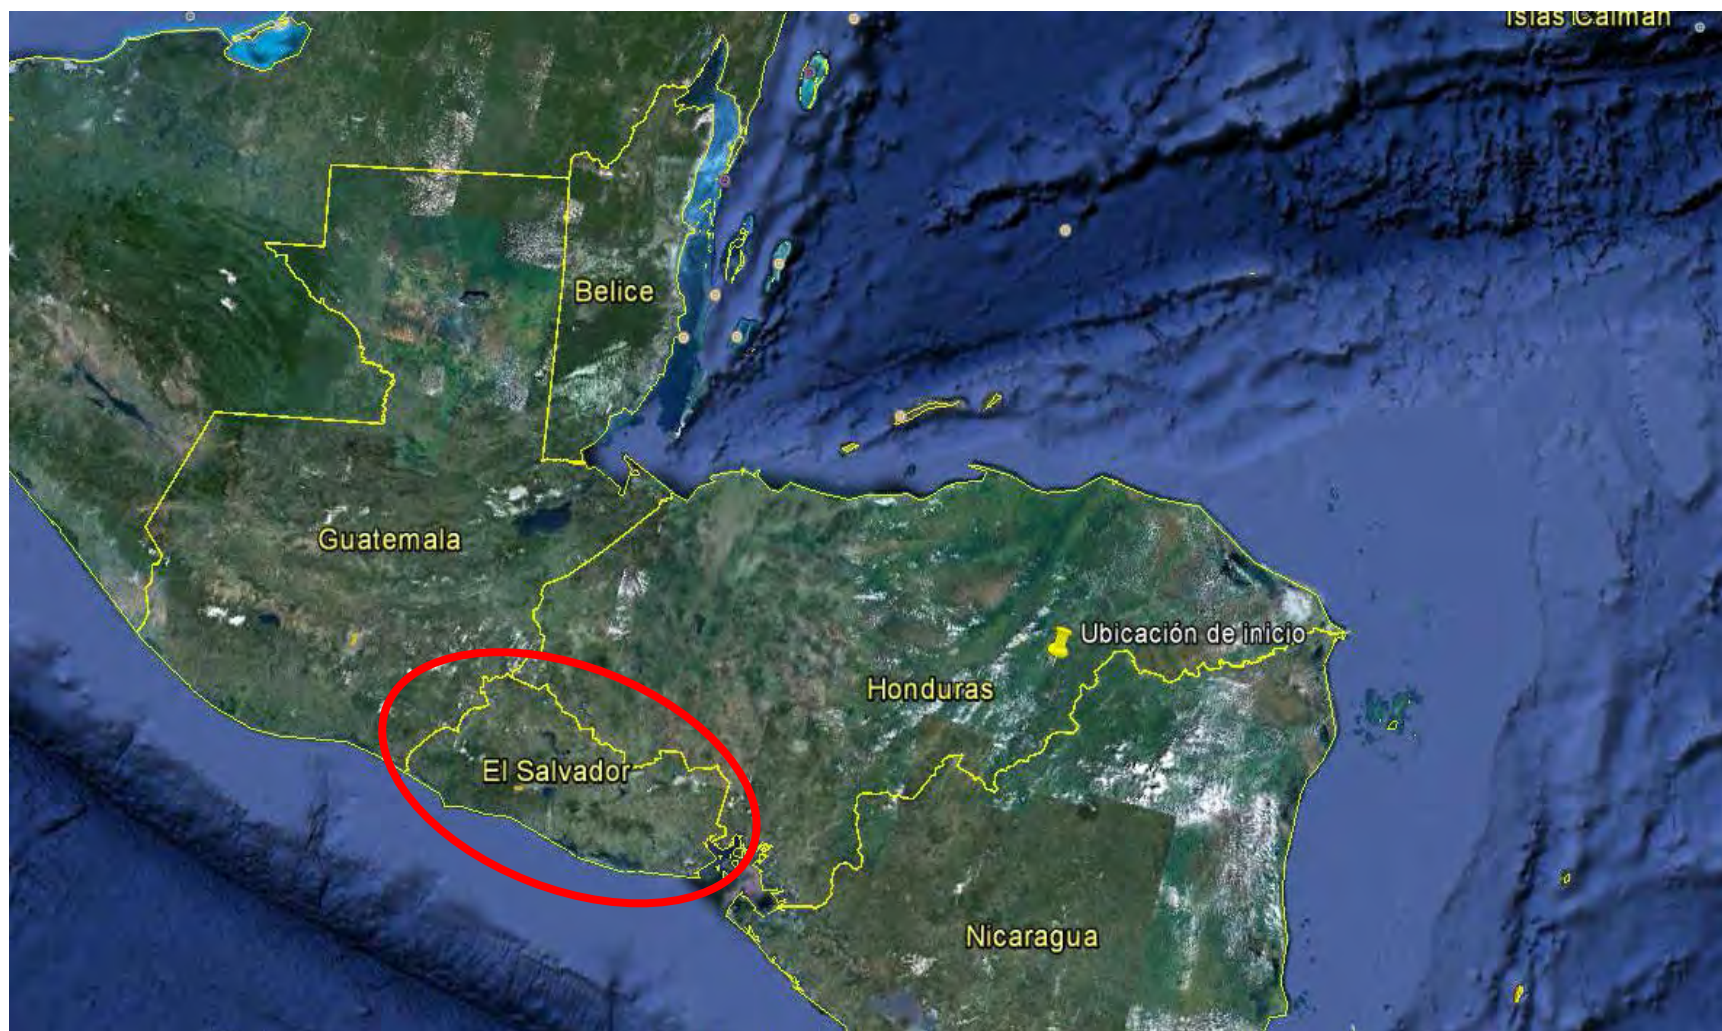 Islas Caimán
Belice
Guatemala
Ubicación de inicio
Honduras
El Salvador
Nicaragua